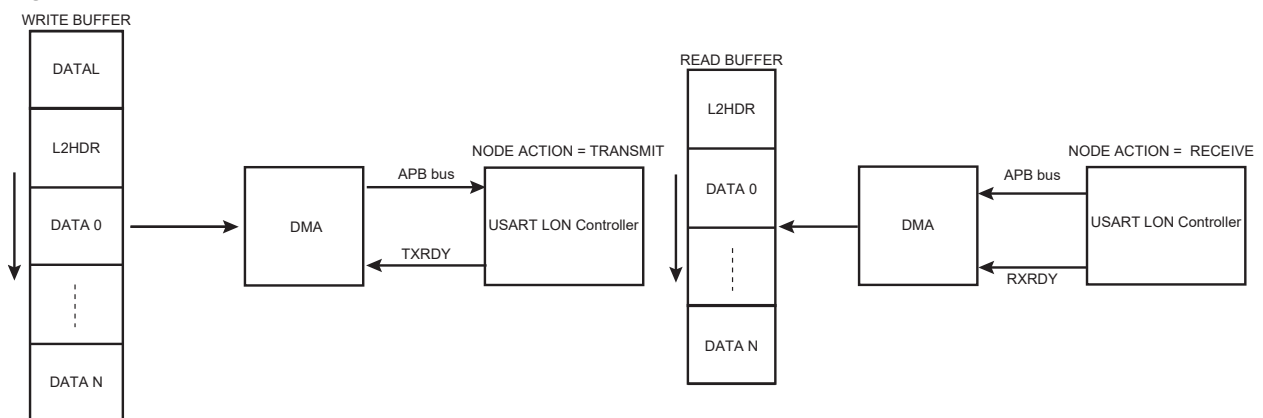 WRITE BUFFER
DATAL
L2HDR
DATA 0
DATA N
DMA
APB bus
TXRDY
NODE ACTION = TRANSMIT
USART LON Controller
READ BUFFER
L2HDR
DATA 0
DATA N
DMA
APB bus
RXRDY
NODE ACTION = RECEIVE
USART LON Controller